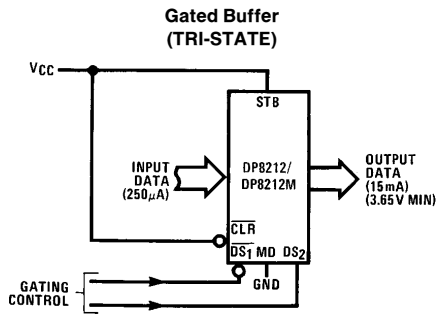 Gated Buffer
(TRI-STATE)
VCC
STB
INPUT
DATA
(250μA)
DP8212/
DP8212M
OUTPUT
DATA
(15mA)
(3.65V MIN)
CLR
DS1 MD DS2
GATING
CONTROL
GND